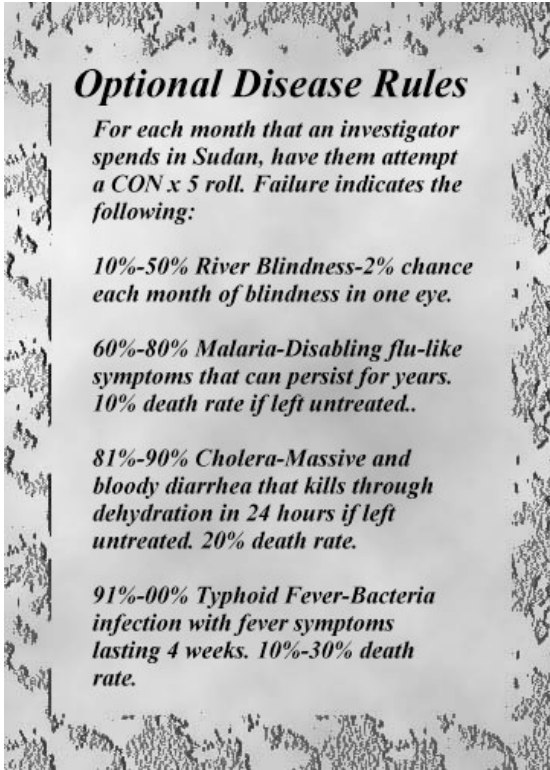 Optional Disease Rules
For each month that an investigator
spends in Sudan, have them attempt
a CON x 5 roll. Failure indicates the
following:
10%-50% River Blindness-2% chance
each month of blindness in one eye.
60%-80% Malaria-Disabling flu-like
symptoms that can persist for years.
10% death rate if left untreated..
81%-90% Cholera-Massive and
bloody diarrhea that kills through
dehydration in 24 hours if left
untreated. 20% death rate.
91%-00% Typhoid Fever-Bacteria
infection with fever symptoms
lasting 4 weeks. 10%-30% death
rate.